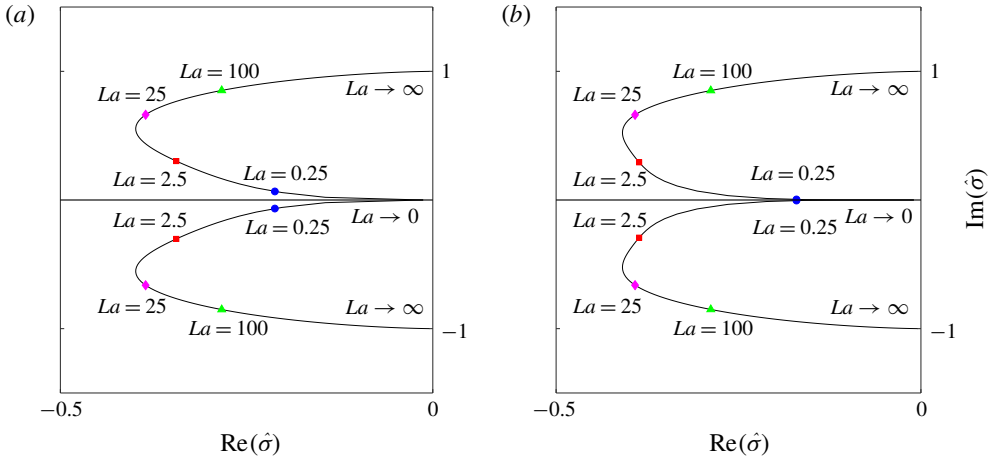 (a)
La = 100
1
La = 25
La → ∞
La = 0.25
La = 2.5
La = 2.5
La → 0
La = 0.25
La = 25
La → ∞
La = 100
−1
−0.5
0
Re(σ̂)
(b)
La = 100
1
La = 25
La → ∞
La = 0.25
La = 2.5
La = 2.5
La → 0
La = 0.25
La = 25
La → ∞
La = 100
−1
−0.5
0
Re(σ̂)
Im(σ̂)